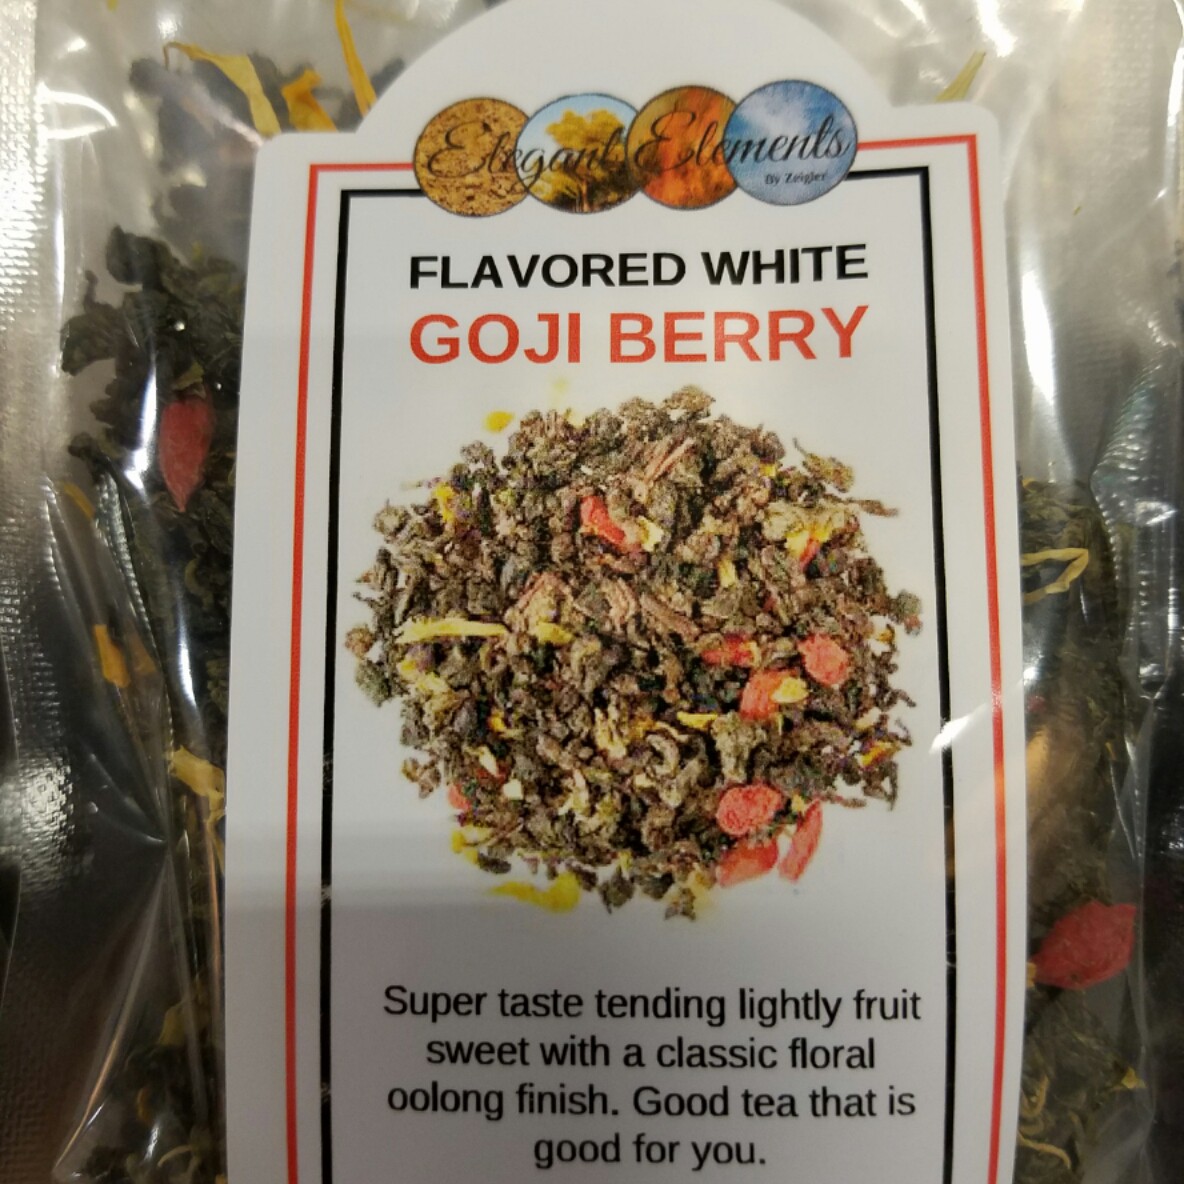 Elegant Elements
By Zeigler
FLAVORED WHITE
GOJI BERRY
Super taste tending lightly fruit
sweet with a classic floral
oolong finish. Good tea that is
good for you.